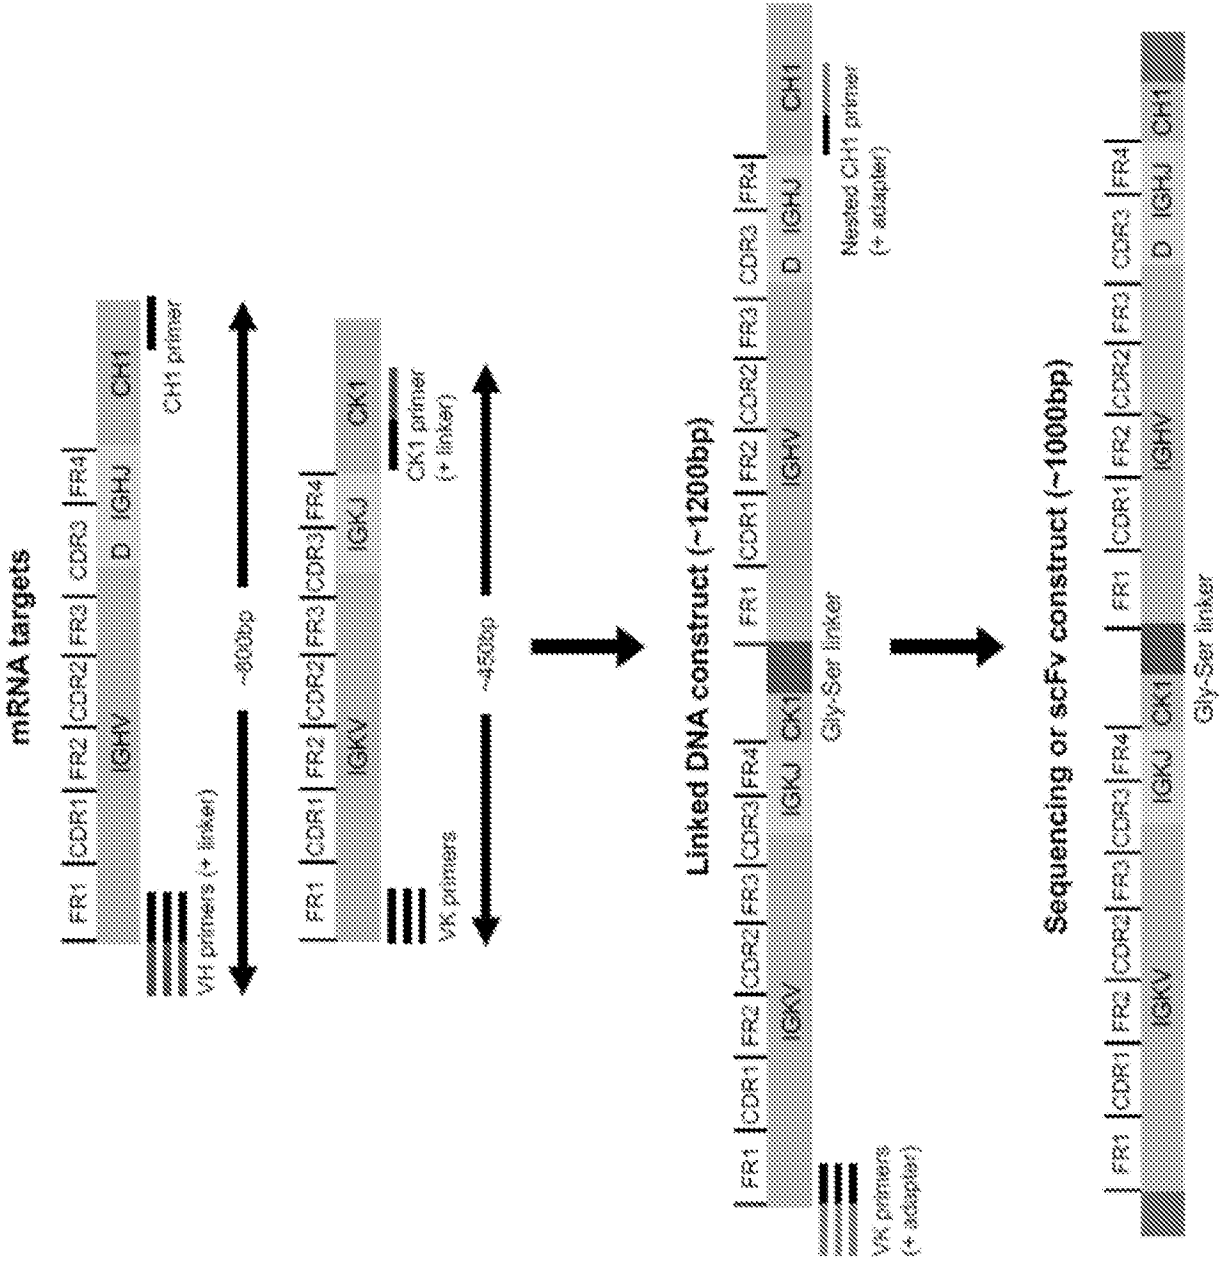 mRNA targets
FR1 CDR1 FR2 CDR2 FR3 CDR3 FR4
IGHV D IGHJ CH1
VH primers (+ linker) CH1 primer
~800bp
FR1 CDR1 FR2 CDR2 FR3 CDR3 FR4
IGKV IGKJ CK1
VK primers CK1 primer
(+ linker)
~450bp
Linked DNA construct (~1200bp)
FR1 CDR1 FR2 CDR2 FR3 CDR3 FR4 FR1 CDR1 FR2 CDR2 FR3 CDR3 FR4
IGKV IGKJ CK1 IGHV D IGHJ CH1
VK primers Gly-Ser linker Nested CH1 primer
(+ adapter) (+ adapter)
Sequencing or scFv construct (~1000bp)
FR1 CDR1 FR2 CDR2 FR3 CDR3 FR4 FR1 CDR1 FR2 CDR2 FR3 CDR3 FR4
IGKV IGKJ CK1 IGHV D IGHJ CH1
Gly-Ser linker